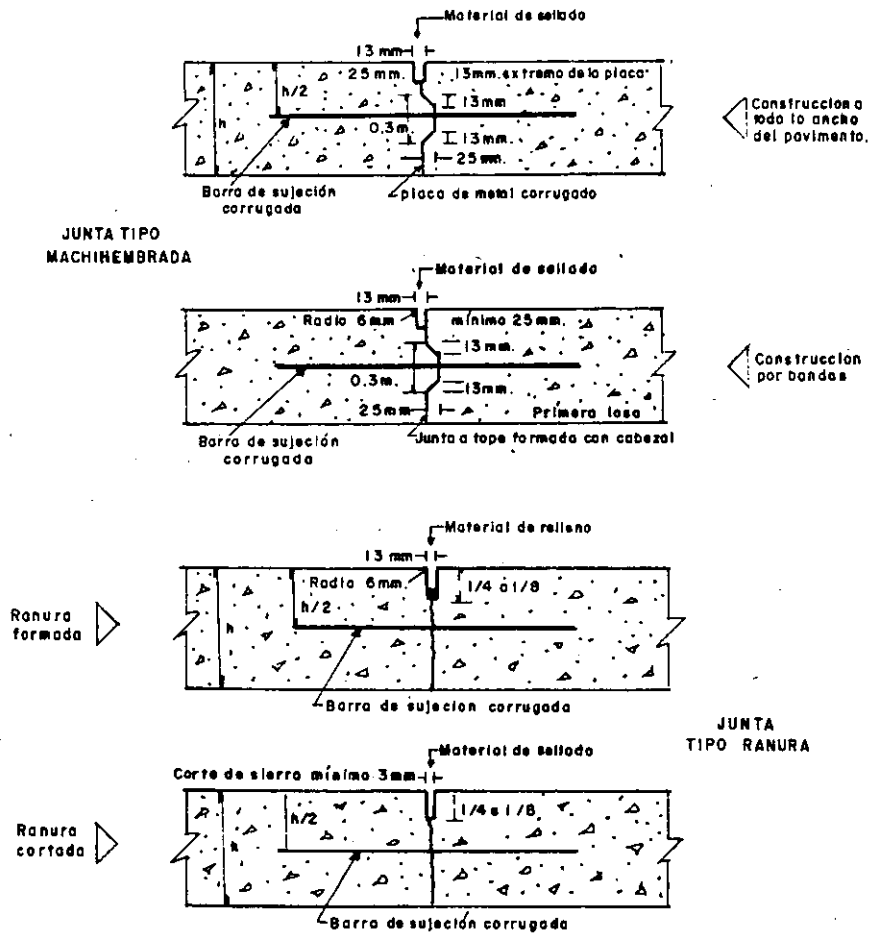 Material de sellado
13 mm
25 mm.
13mm. extremo de la placa
h/2
13mm
h
0.3m.
13mm.
25mm.
Barra de sujeción
corrugada
placa de metal corrugado
Construccion a
todo lo ancho
del pavimento.
JUNTA TIPO
MACHIHEMBRADA
Material de sellado
13 mm
Radio 6mm
mínimo 25mm.
13mm.
0.3m.
13mm.
25mm
Primera losa
Barra de sujeción
corrugada
Junta a tope formada con cabezal
Construcción
por bandas
Material de relleno
13 mm
Radio 6mm.
1/4 ó 1/8
h/2
h
Ranura
formada
Barra de sujecion corrugada
JUNTA
TIPO RANURA
Material de sellado
Corte de sierra mínimo 3mm
1/4 ó 1/8
h/2
h
Ranura
cortada
Barra de sujeción corrugada